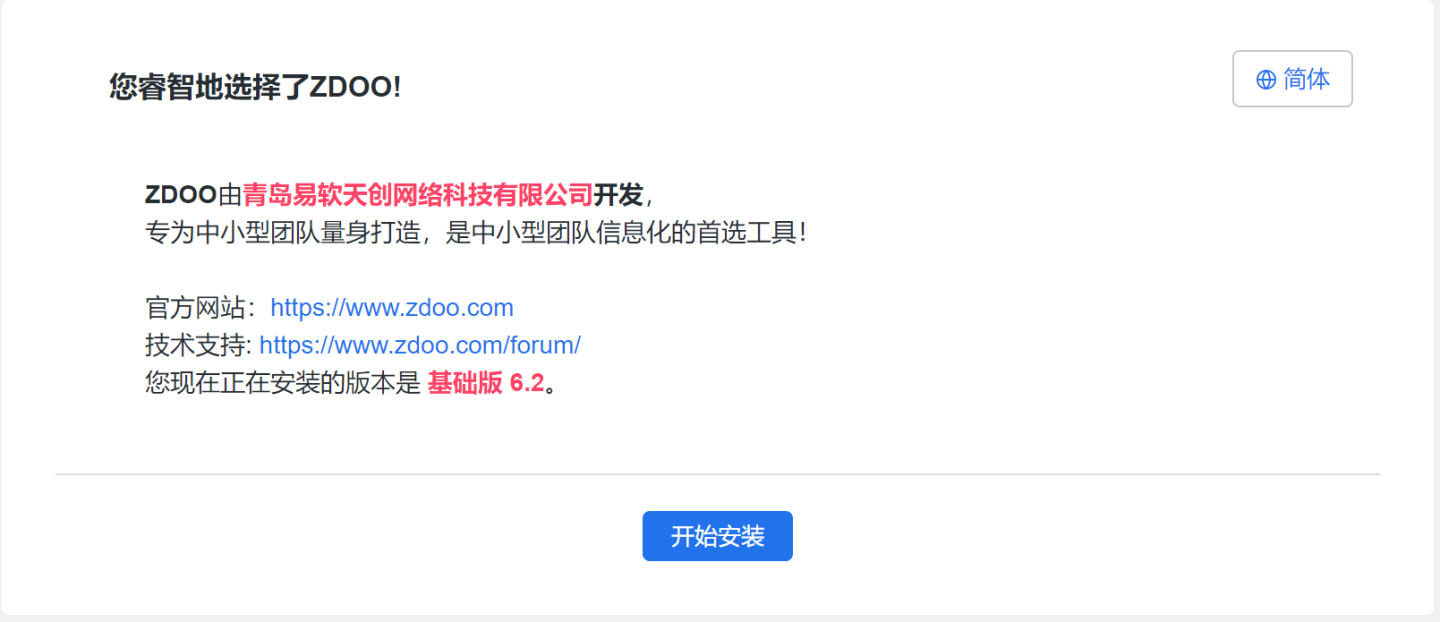 您睿智地选择了ZDOO!
简体
ZDOO由青岛易软天创网络科技有限公司开发，
专为中小型团队量身打造，是中小型团队信息化的首选工具！
官方网站：https://www.zdoo.com
技术支持: https://www.zdoo.com/forum/
您现在正在安装的版本是 基础版 6.2。
开始安装